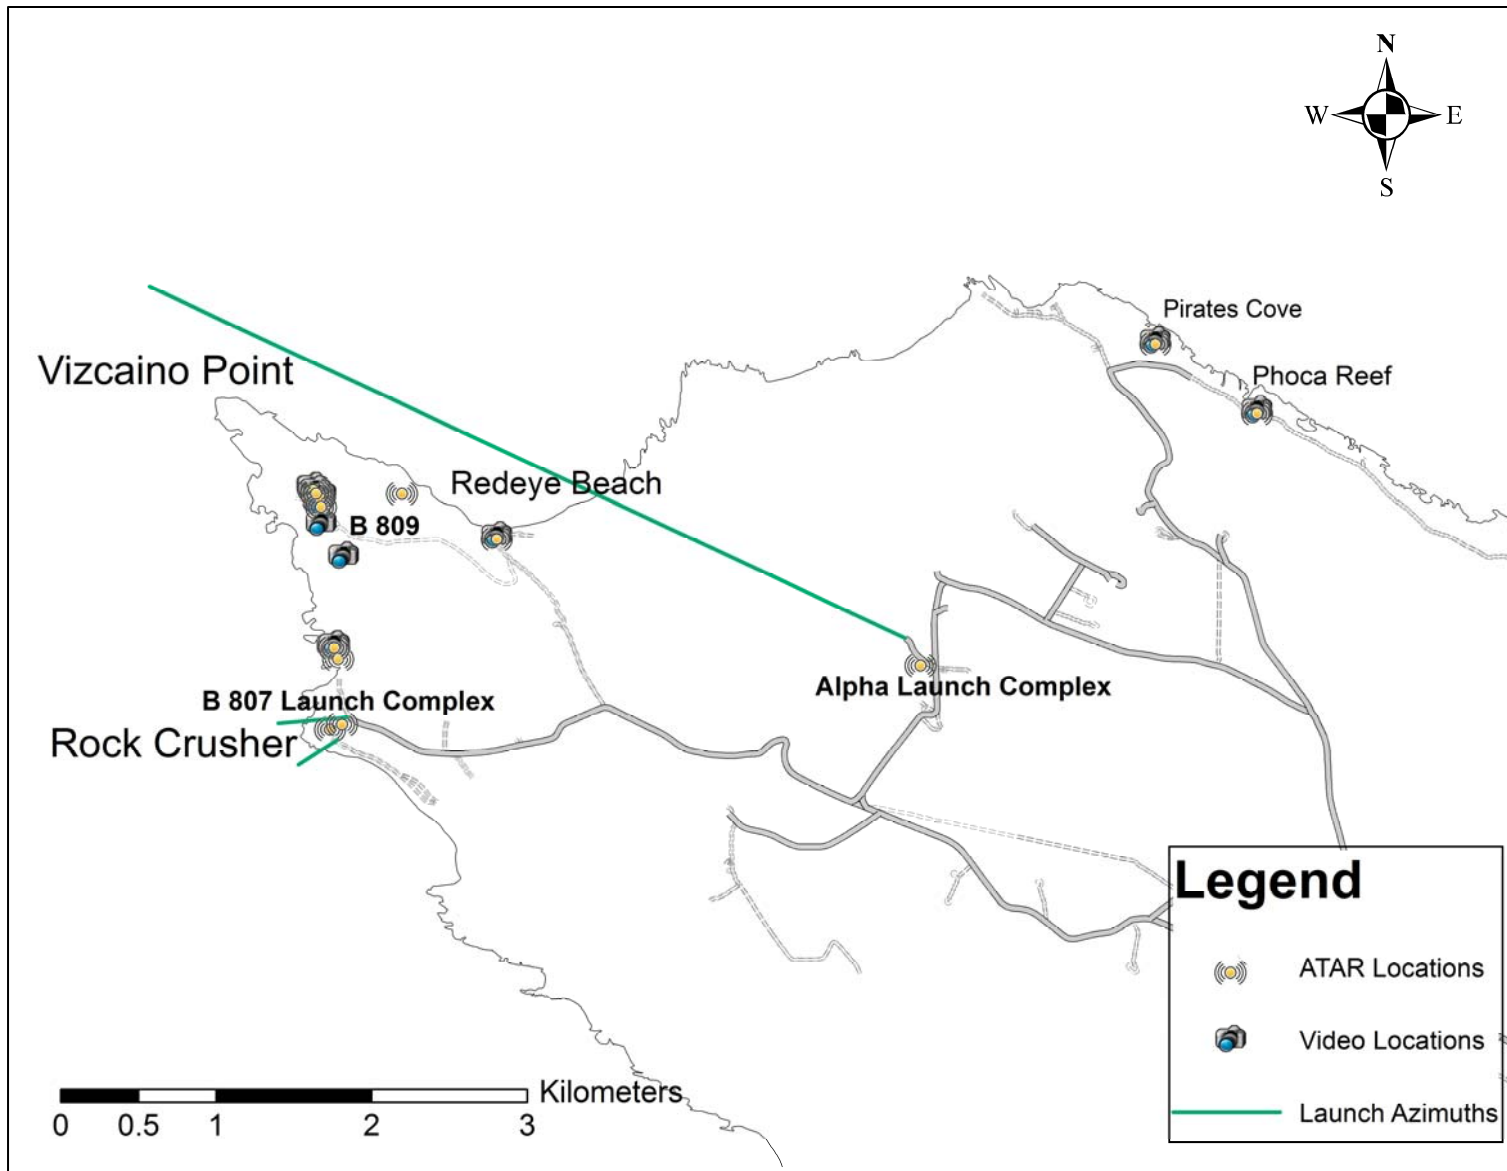 N
W E
S
Pirates Cove
Vizcaino Point
Phoca Reef
Redeye Beach
B 809
Alpha Launch Complex
B 807 Launch Complex
Rock Crusher
Legend
ATAR Locations
Video Locations
Launch Azimuths
Kilometers
0 0.5 1 2 3